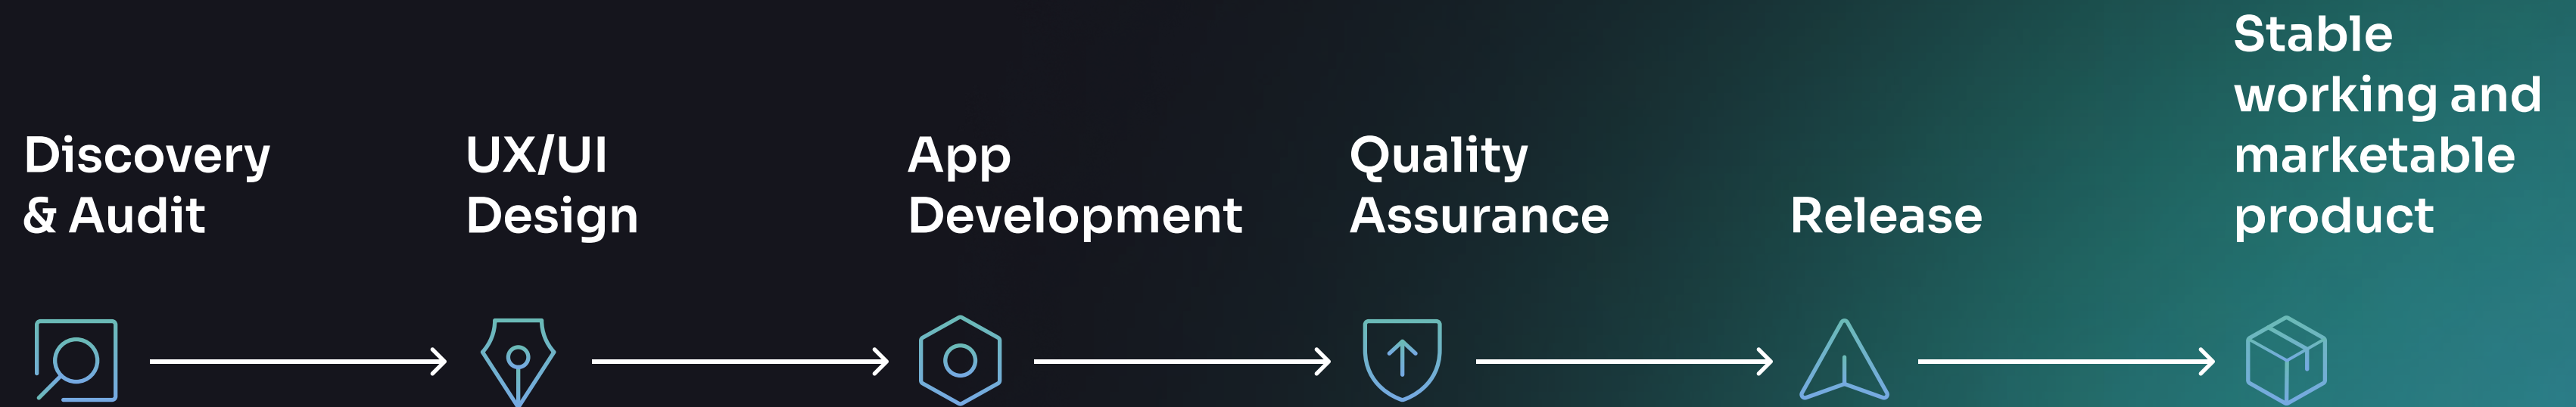 Discovery
& Audit
UX/UI
Design
App
Development
Quality
Assurance
Release
Stable
working and
marketable
product